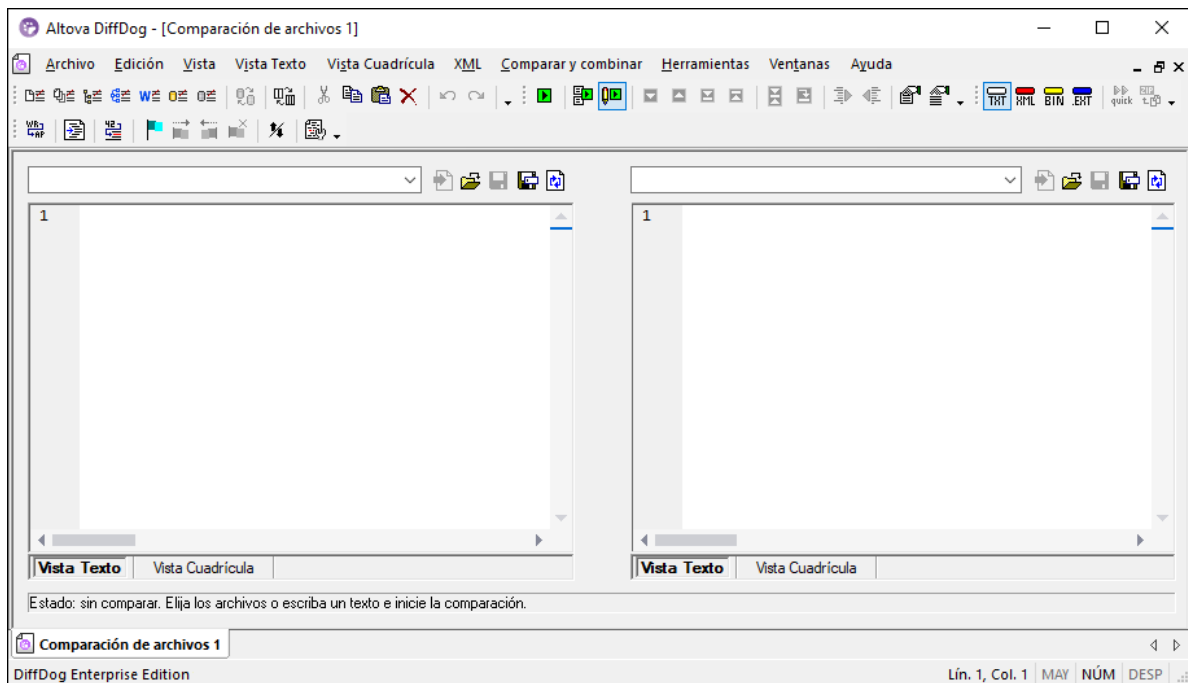 Altova DiffDog - [Comparación de archivos 1]
Archivo Edición Vista Vista Texto Vista Cuadrícula XML Comparar y combinar Herramientas Ventanas Ayuda
TXT XML BIN .EXT quick
1 1
Vista Texto Vista Cuadrícula Vista Texto Vista Cuadrícula
Estado: sin comparar. Elija los archivos o escriba un texto e inicie la comparación.
Comparación de archivos 1
DiffDog Enterprise Edition Lín. 1, Col. 1 MAY NÚM DESP